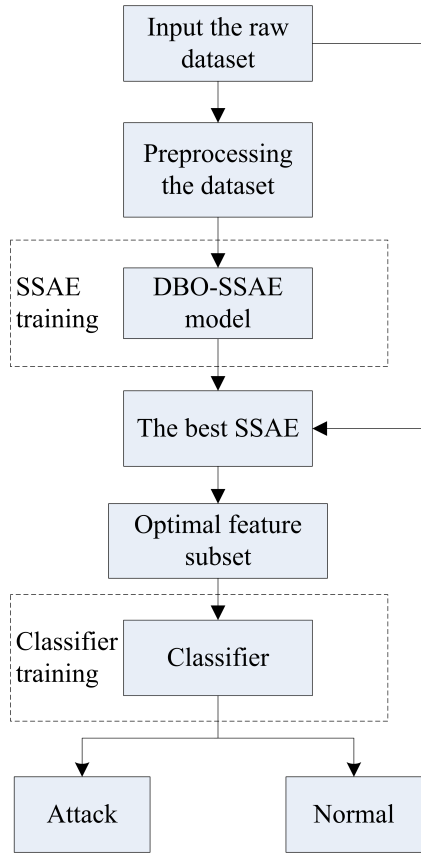 Input the raw
dataset
Preprocessing
the dataset
SSAE
training
DBO-SSAE
model
The best SSAE
Optimal feature
subset
Classifier
training
Classifier
Attack
Normal